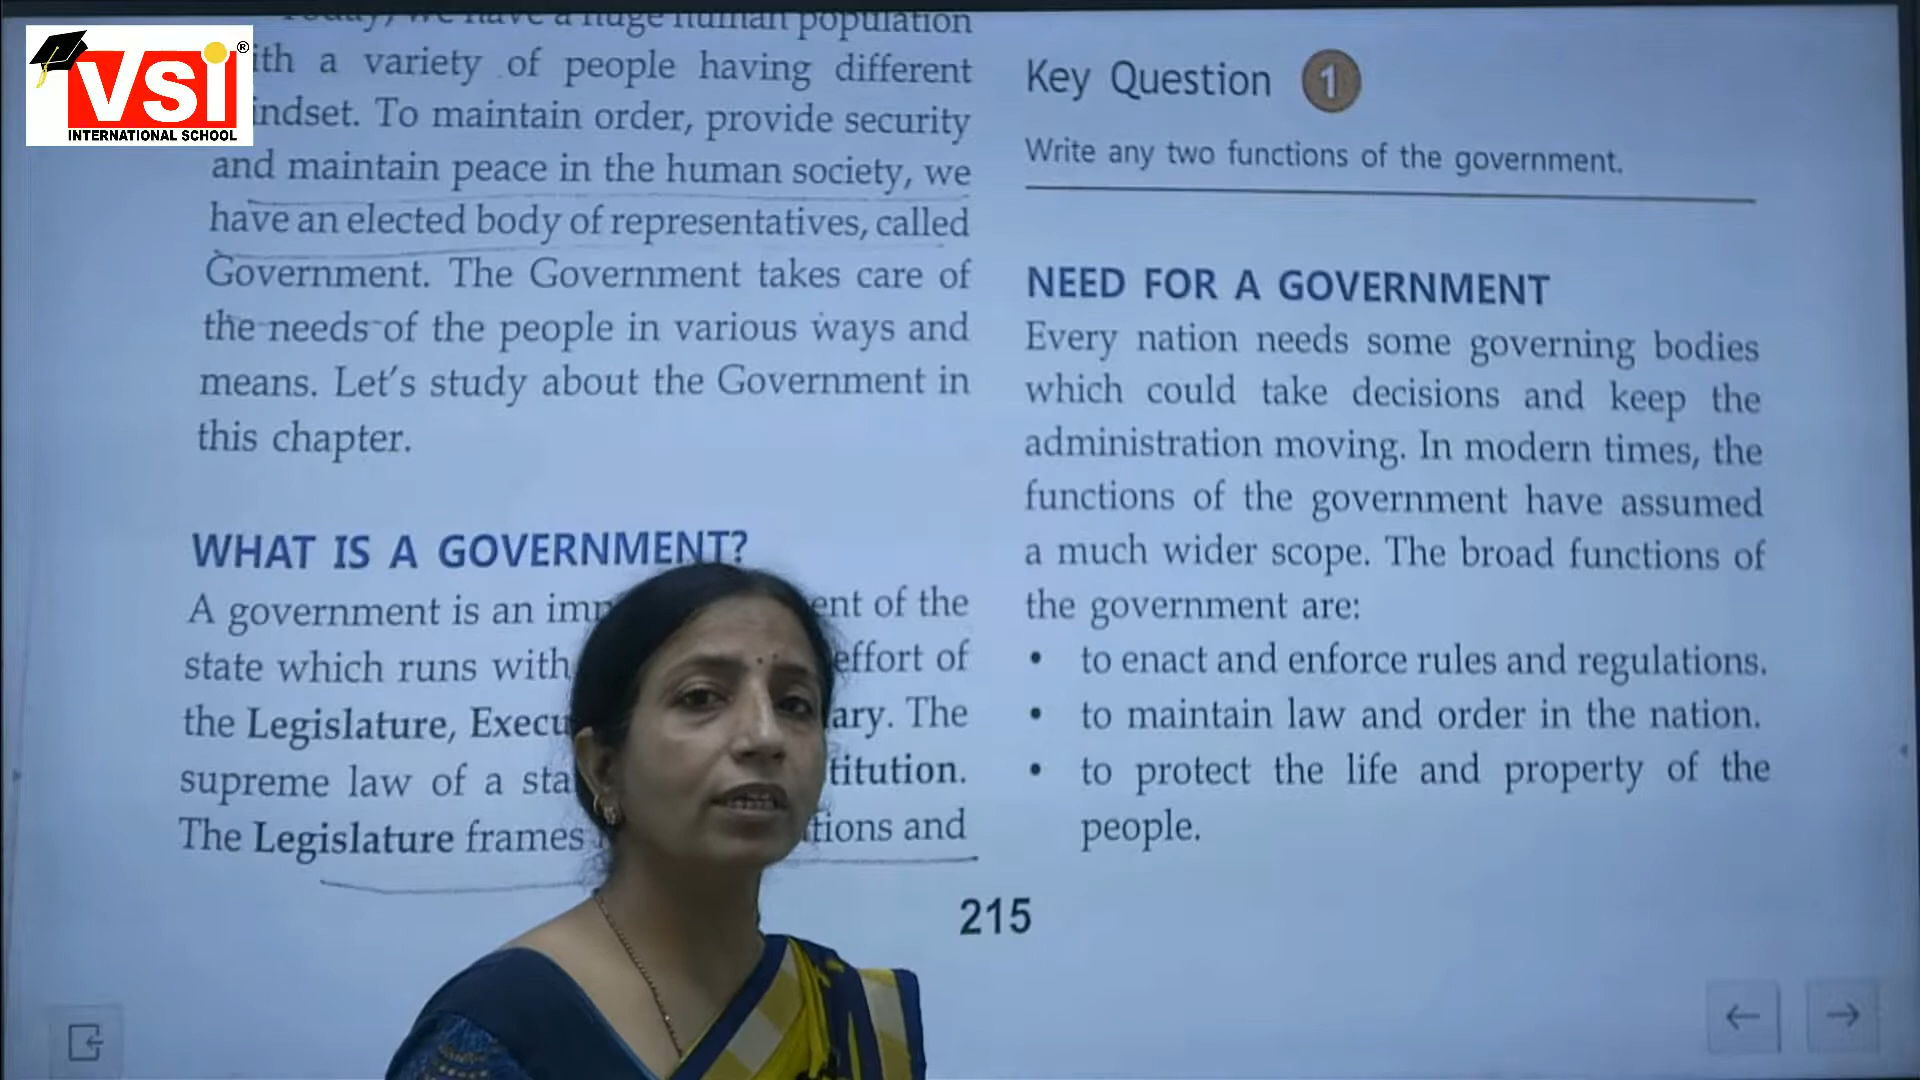 VSI ®
INTERNATIONAL SCHOOL
Today, we have a huge human population
ith a variety of people having different
indset. To maintain order, provide security
and maintain peace in the human society, we
have an elected body of representatives, called
Government. The Government takes care of
the needs of the people in various ways and
means. Let's study about the Government in
this chapter.
WHAT IS A GOVERNMENT?
A government is an im ent of the
state which runs with effort of
the Legislature, Execu ary. The
supreme law of a sta titution.
The Legislature frames tions and
Key Question 1
Write any two functions of the government.
NEED FOR A GOVERNMENT
Every nation needs some governing bodies
which could take decisions and keep the
administration moving. In modern times, the
functions of the government have assumed
a much wider scope. The broad functions of
the government are:
• to enact and enforce rules and regulations.
• to maintain law and order in the nation.
• to protect the life and property of the
people.
215